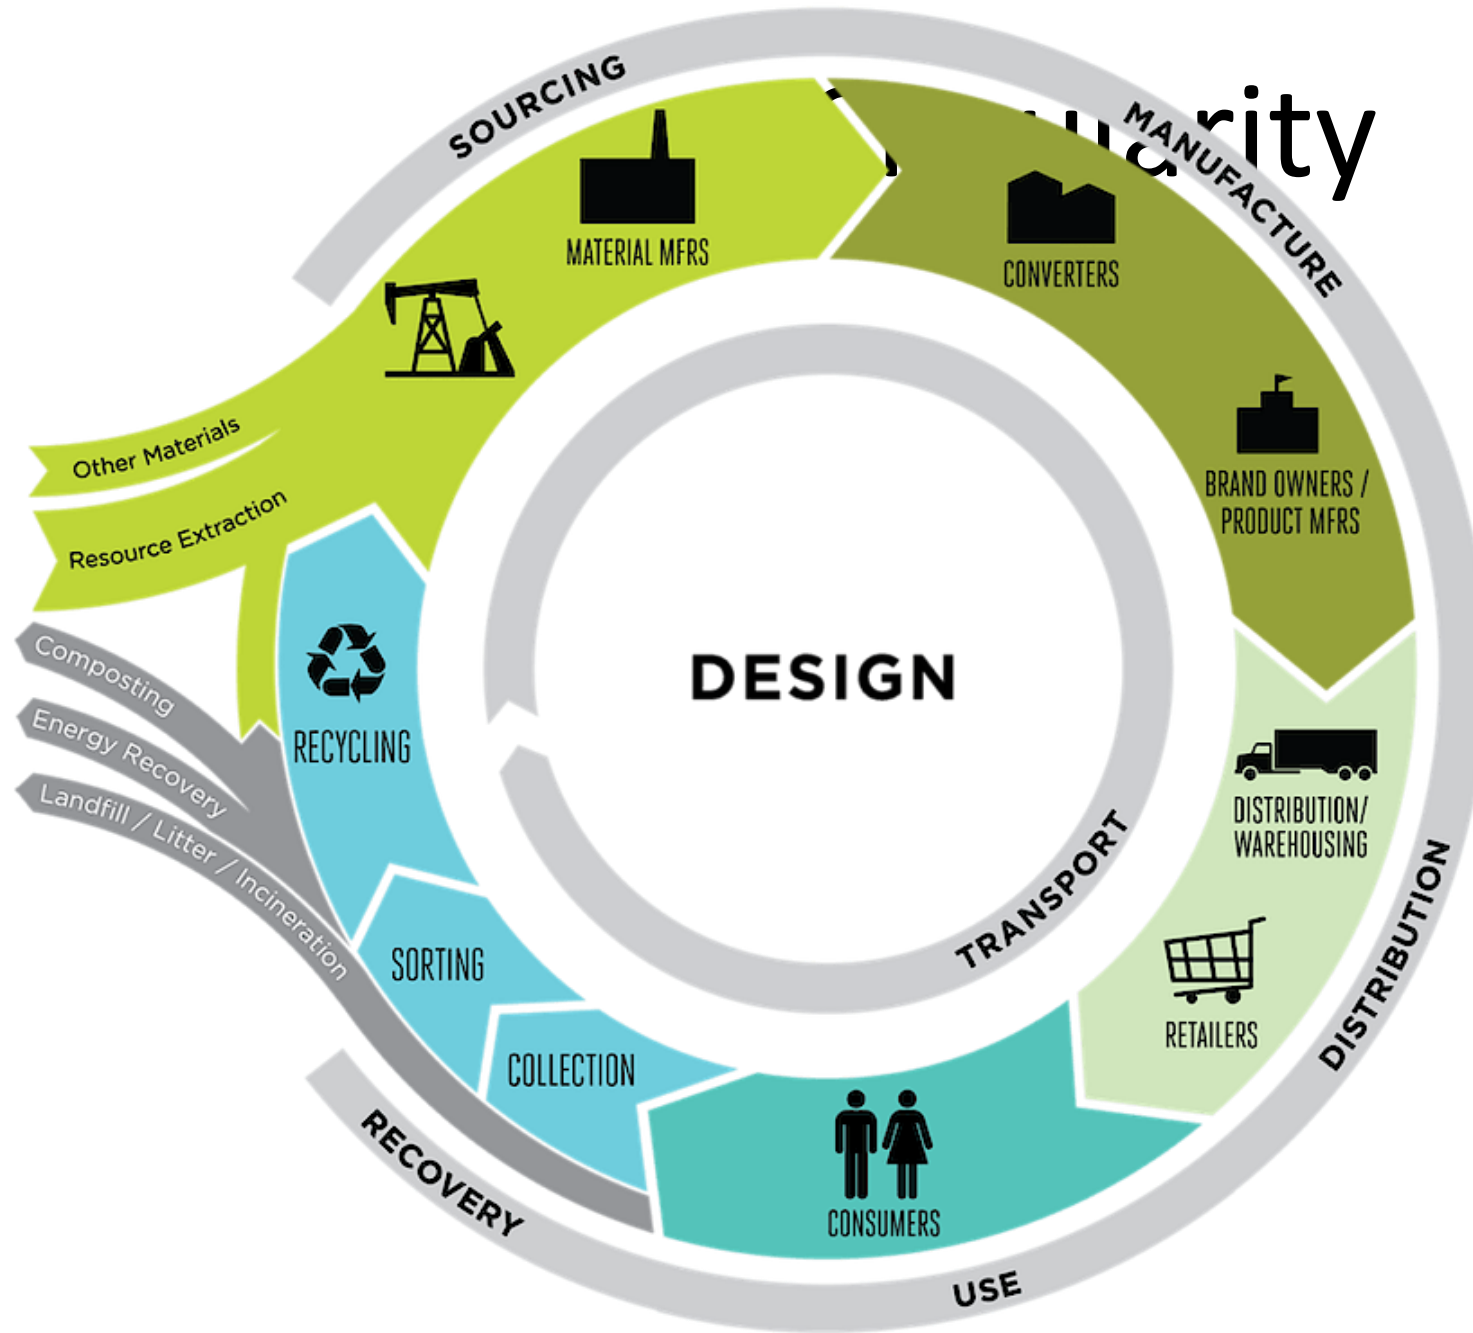 SOURCING
MANUFACTURE
MATERIAL MFRS
CONVERTERS
BRAND OWNERS /
PRODUCT MFRS
Other Materials
Resource Extraction
Composting
Energy Recovery
Landfill / Litter / Incineration
RECYCLING
DESIGN
DISTRIBUTION/
WAREHOUSING
TRANSPORT
DISTRIBUTION
SORTING
RETAILERS
COLLECTION
CONSUMERS
RECOVERY
USE